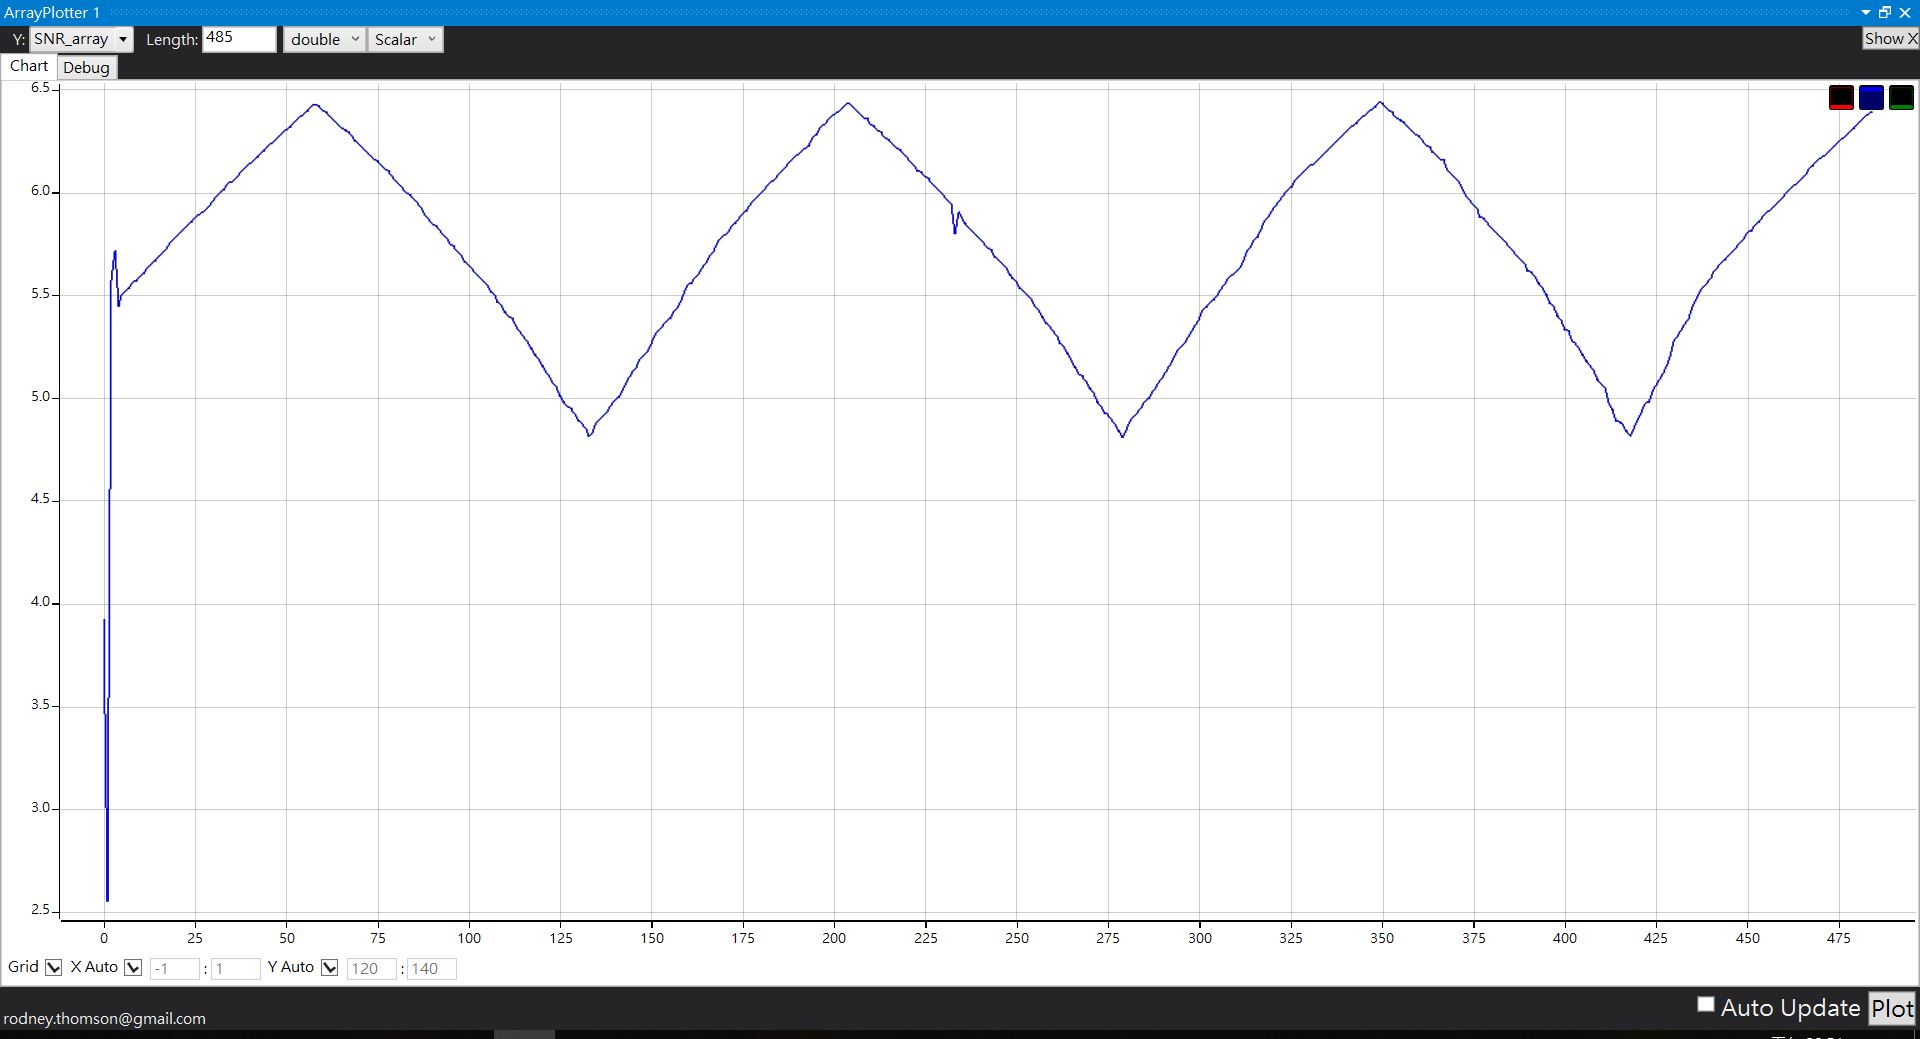 ArrayPlotter 1
Y: SNR_array Length: 485 double Scalar Show X
Chart Debug
6.5
6.0
5.5
5.0
4.5
4.0
3.5
3.0
2.5
0 25 50 75 100 125 150 175 200 225 250 275 300 325 350 375 400 425 450 475
Grid X Auto -1 : 1 Y Auto 120 : 140
Auto Update Plot
rodney.thomson@gmail.com